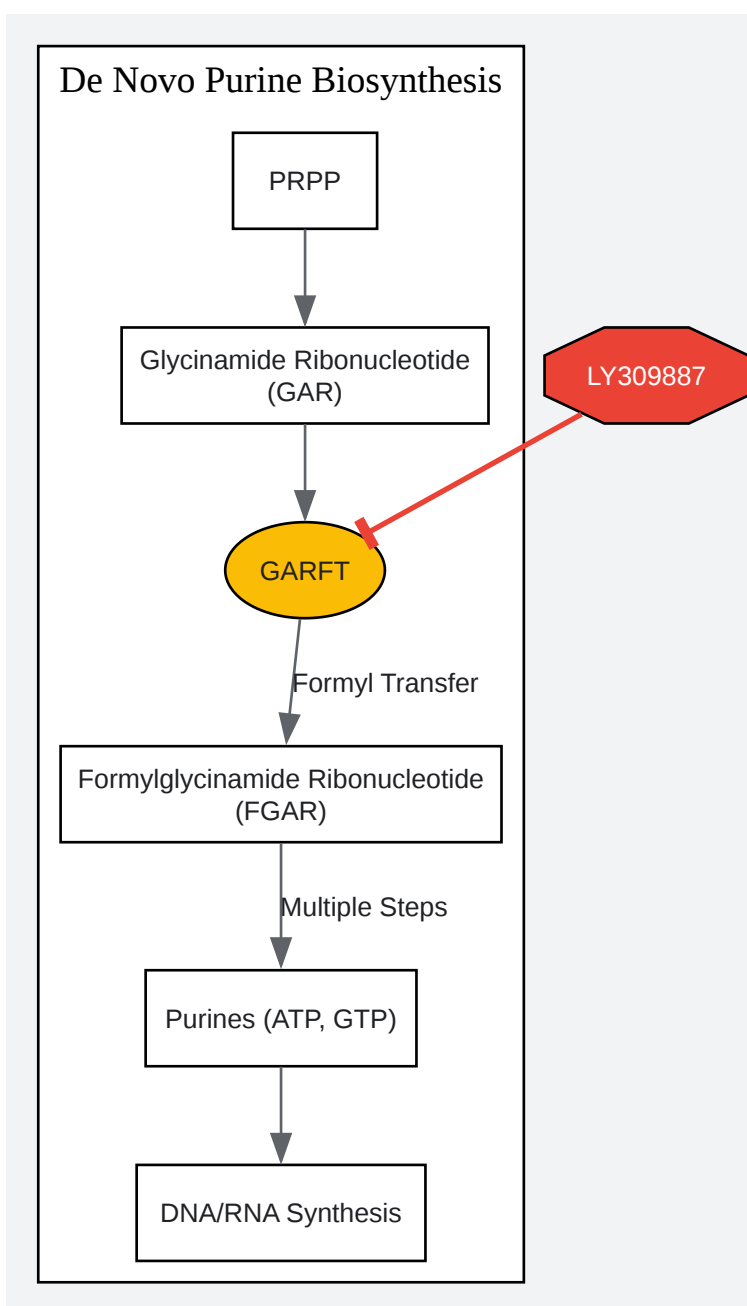 De Novo Purine Biosynthesis
PRPP
Glycinamide Ribonucleotide
(GAR)
LY309887
GARFT
Formyl Transfer
Formylglycinamide Ribonucleotide
(FGAR)
Multiple Steps
Purines (ATP, GTP)
DNA/RNA Synthesis